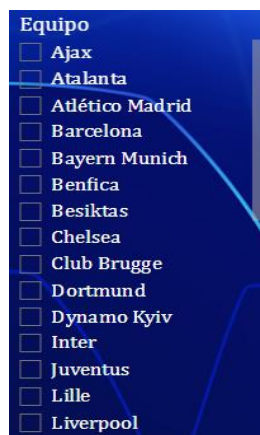 Equipo
Ajax
Atalanta
Atlético Madrid
Barcelona
Bayern Munich
Benfica
Besiktas
Chelsea
Club Brugge
Dortmund
Dynamo Kyiv
Inter
Juventus
Lille
Liverpool